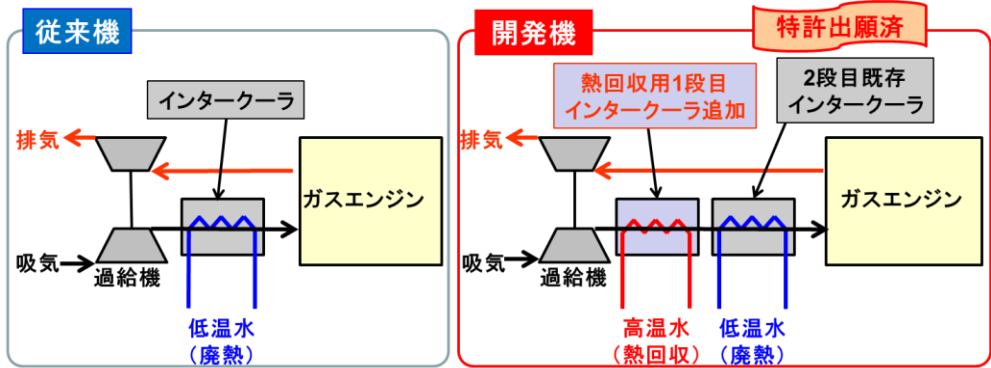 従来機
インタークーラ
排気
ガスエンジン
吸気
過給機
低温水
（廃熱）
開発機
特許出願済
熱回収用1段目
インタークーラ追加
2段目既存
インタークーラ
排気
ガスエンジン
吸気
過給機
高温水
（熱回収）
低温水
（廃熱）